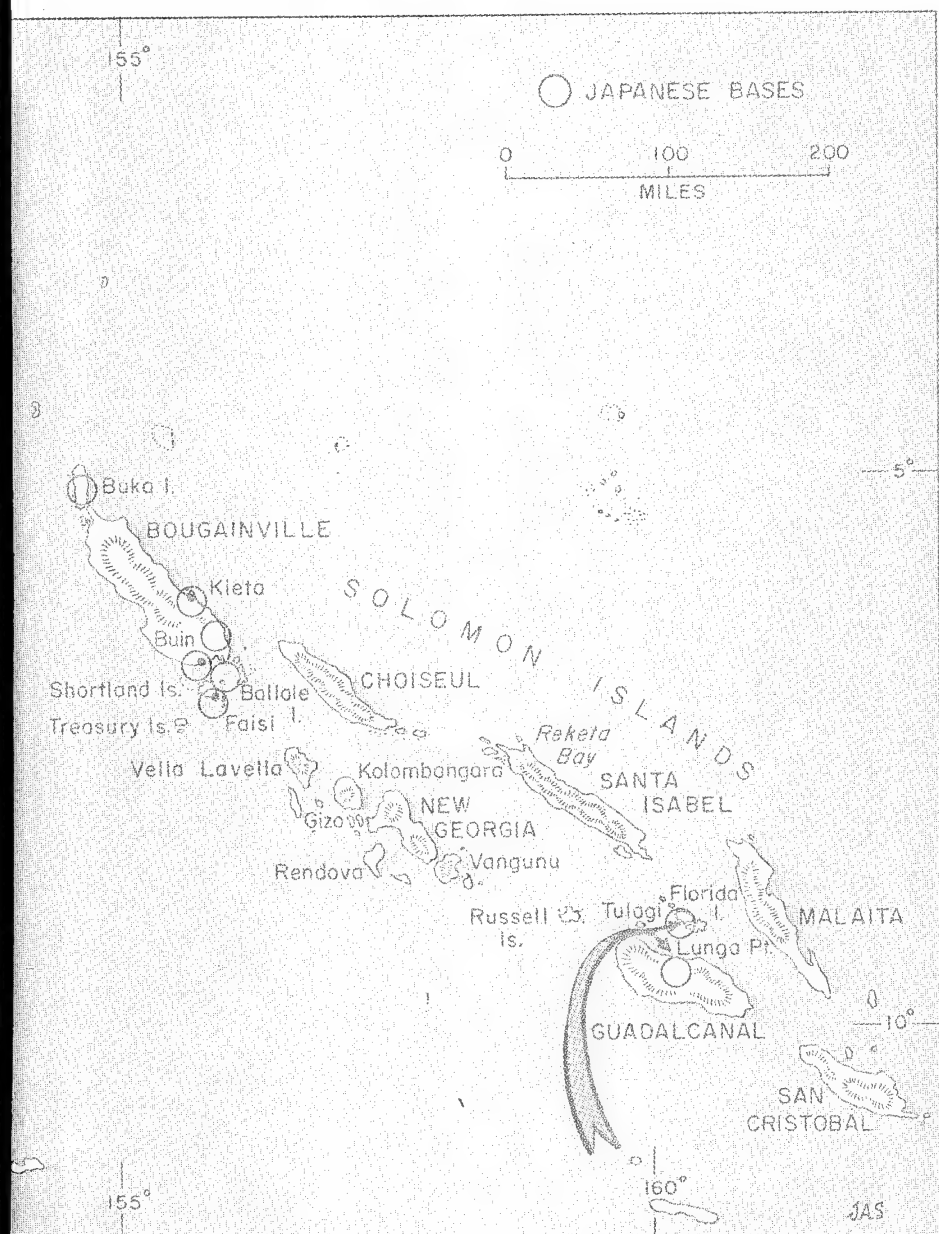 155°
JAPANESE BASES
0 100 200
MILES
5°
Buka I.
BOUGAINVILLE
Kieta
SOLOMON ISLANDS
Buin
CHOISEUL
Shortland Is.
Ballale I.
Treasury Is.
Faisi
Reketa
Bay
Vella Lavella
Kolombangara
SANTA
ISABEL
NEW
GEORGIA
Gizo
Rendova
Vangunu
Florida
I.
Russell
Is.
Tulagi
MALAITA
Lunga Pt.
GUADALCANAL
10°
SAN
CRISTOBAL
155°
160°
JAS